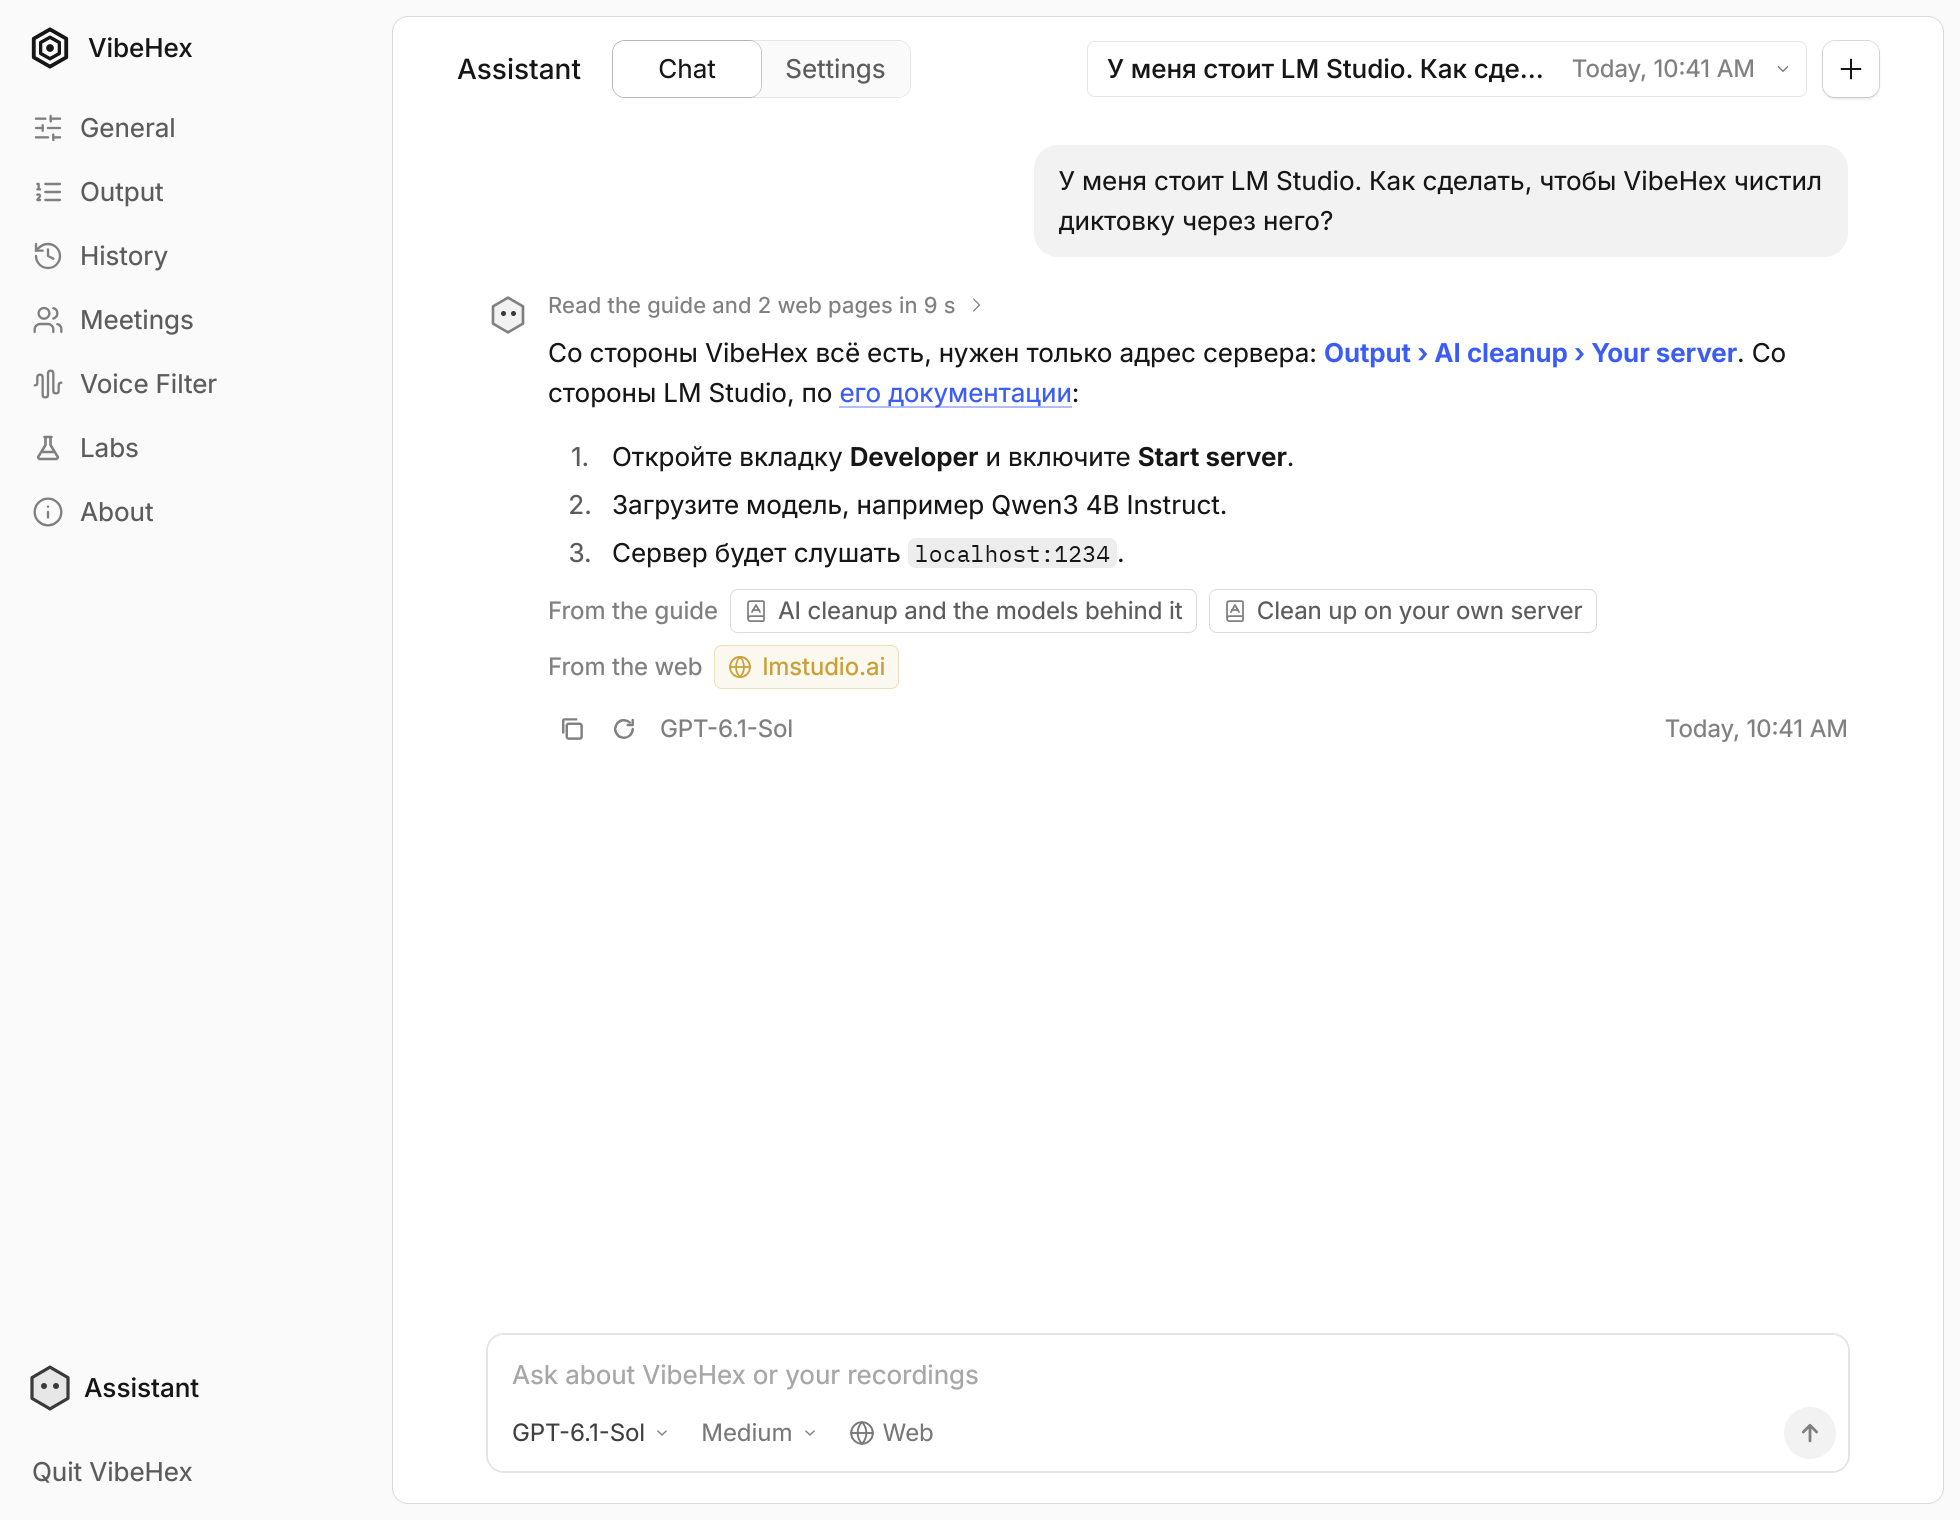 VibeHex
General
Output
History
Meetings
Voice Filter
Labs
About
Assistant
Quit VibeHex
Assistant
Chat
Settings
У меня стоит LM Studio. Как сде...
Today, 10:41 AM
У меня стоит LM Studio. Как сделать, чтобы VibeHex чистил
диктовку через него?
Read the guide and 2 web pages in 9 s
Со стороны VibeHex всё есть, нужен только адрес сервера: Output › AI cleanup › Your server. Со
стороны LM Studio, по его документации:
1. Откройте вкладку Developer и включите Start server.
2. Загрузите модель, например Qwen3 4B Instruct.
3. Сервер будет слушать localhost:1234.
From the guide
AI cleanup and the models behind it
Clean up on your own server
From the web
lmstudio.ai
GPT-6.1-Sol
Today, 10:41 AM
Ask about VibeHex or your recordings
GPT-6.1-Sol
Medium
Web